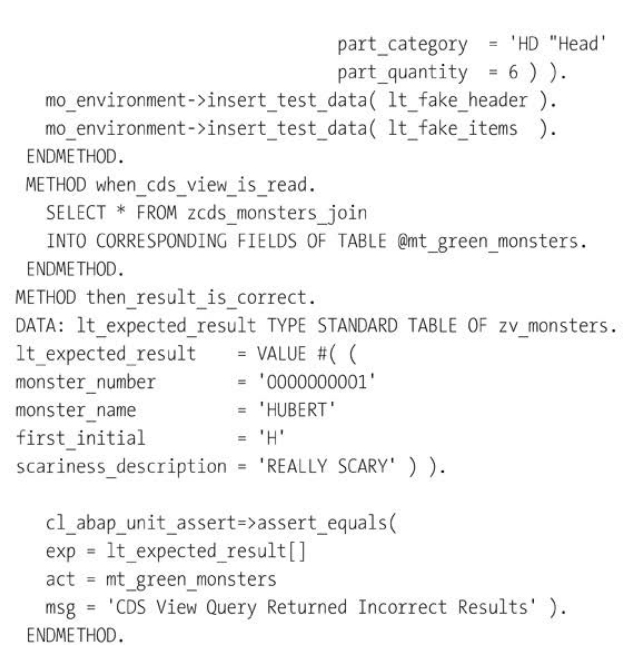 part_category = 'HD "Head'
part_quantity = 6 ) ).
mo_environment->insert_test_data( lt_fake_header ).
mo_environment->insert_test_data( lt_fake_items ).
ENDMETHOD.
METHOD when_cds_view_is_read.
SELECT * FROM zcds_monsters_join
INTO CORRESPONDING FIELDS OF TABLE @mt_green_monsters.
ENDMETHOD.
METHOD then_result_is_correct.
DATA: lt_expected_result TYPE STANDARD TABLE OF zv_monsters.
lt_expected_result = VALUE #( (
monster_number = '0000000001'
monster_name = 'HUBERT'
first_initial = 'H'
scariness_description = 'REALLY SCARY' ) ).
cl_abap_unit_assert=>assert_equals(
exp = lt_expected_result[]
act = mt_green_monsters
msg = 'CDS View Query Returned Incorrect Results' ).
ENDMETHOD.